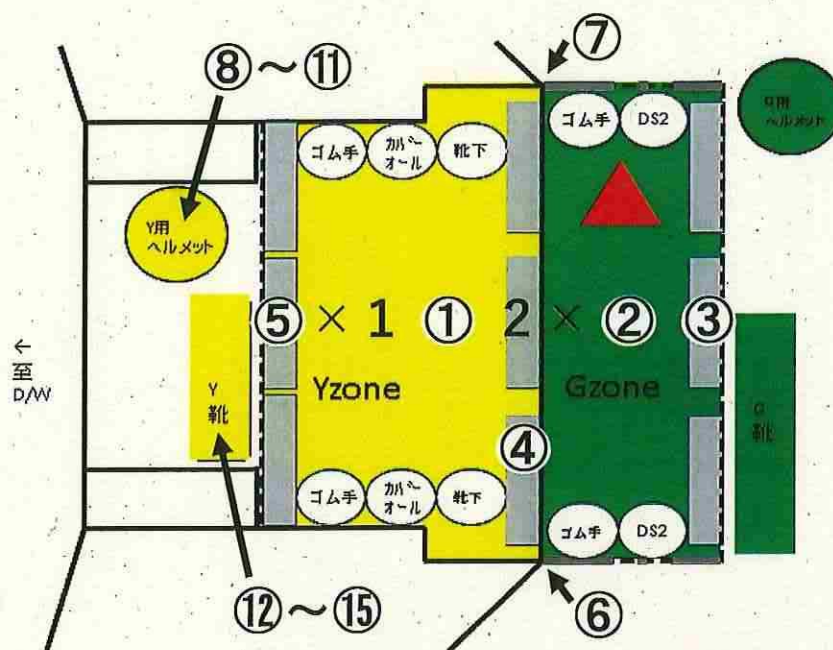 ⑦
⑧～⑪
ゴム手
カバーオール
靴下
ゴム手
DS2
G用
ヘルメット
Y用
ヘルメット
⑤ × 1 ① 2 × ② ③
←
至
D/W
Yzone
Gzone
Y
靴
G
靴
④
ゴム手
カバーオール
靴下
ゴム手
DS2
⑫～⑮
⑥